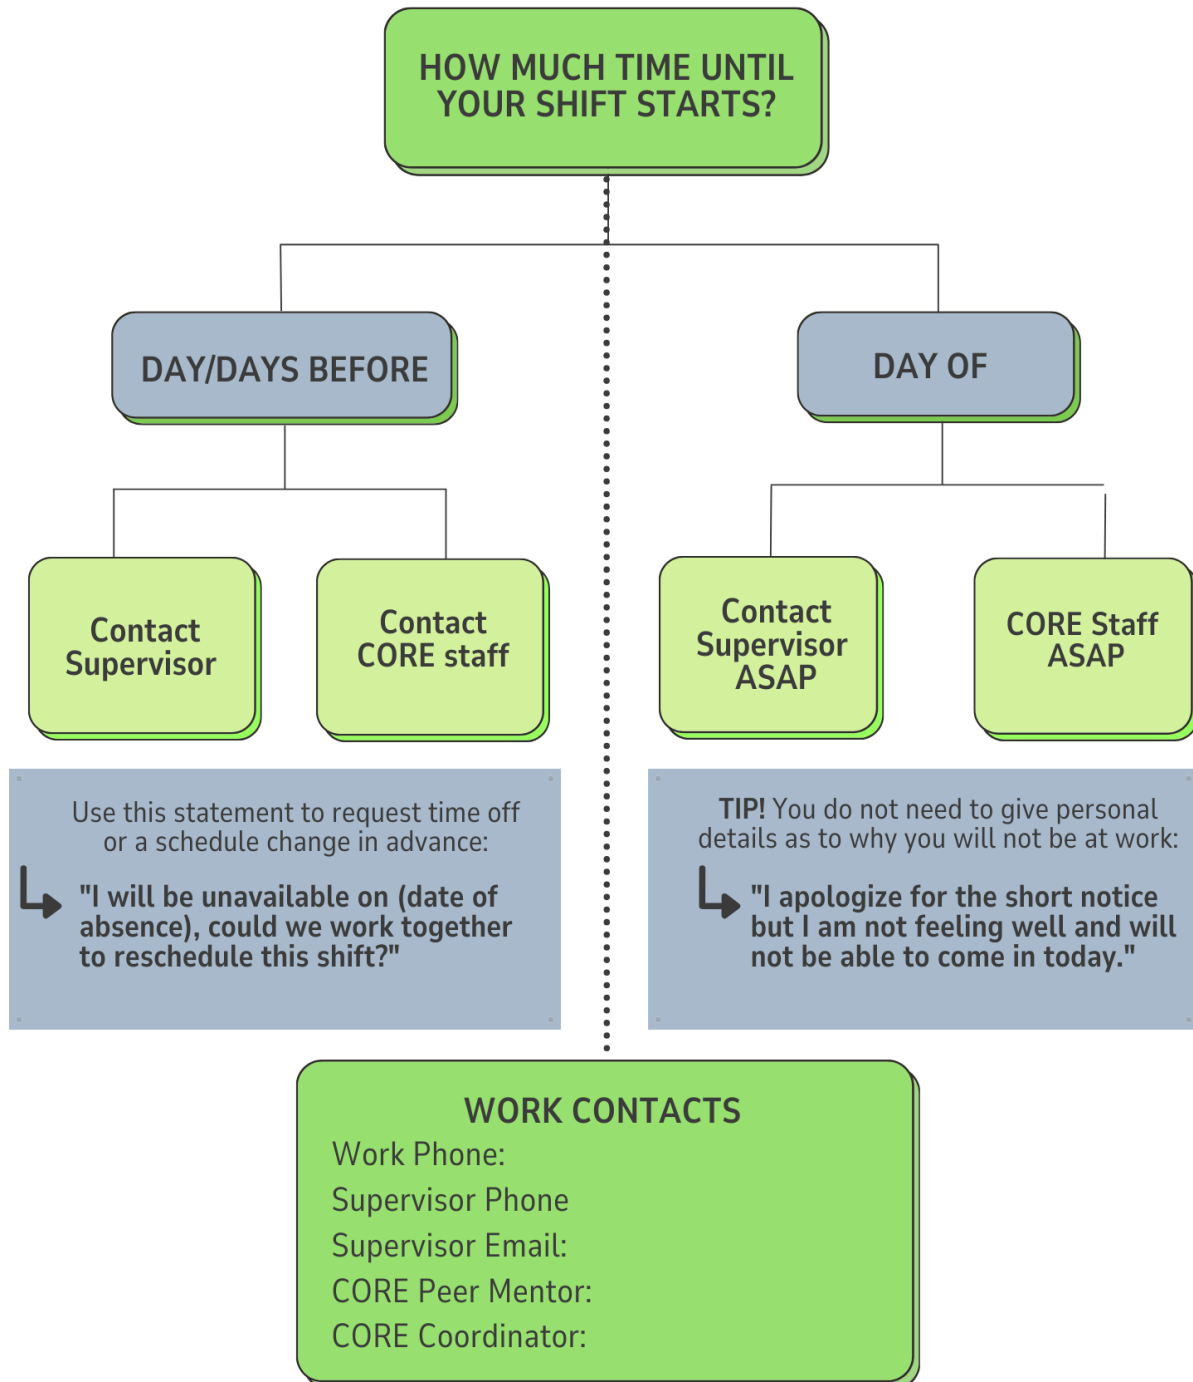 HOW MUCH TIME UNTIL
YOUR SHIFT STARTS?
DAY/DAYS BEFORE
DAY OF
Contact
Supervisor
Contact
CORE staff
Contact
Supervisor
ASAP
CORE Staff
ASAP
Use this statement to request time off
or a schedule change in advance:
"I will be unavailable on (date of
absence), could we work together
to reschedule this shift?"
TIP! You do not need to give personal
details as to why you will not be at work:
"I apologize for the short notice
but I am not feeling well and will
not be able to come in today."
WORK CONTACTS
Work Phone:
Supervisor Phone
Supervisor Email:
CORE Peer Mentor:
CORE Coordinator: